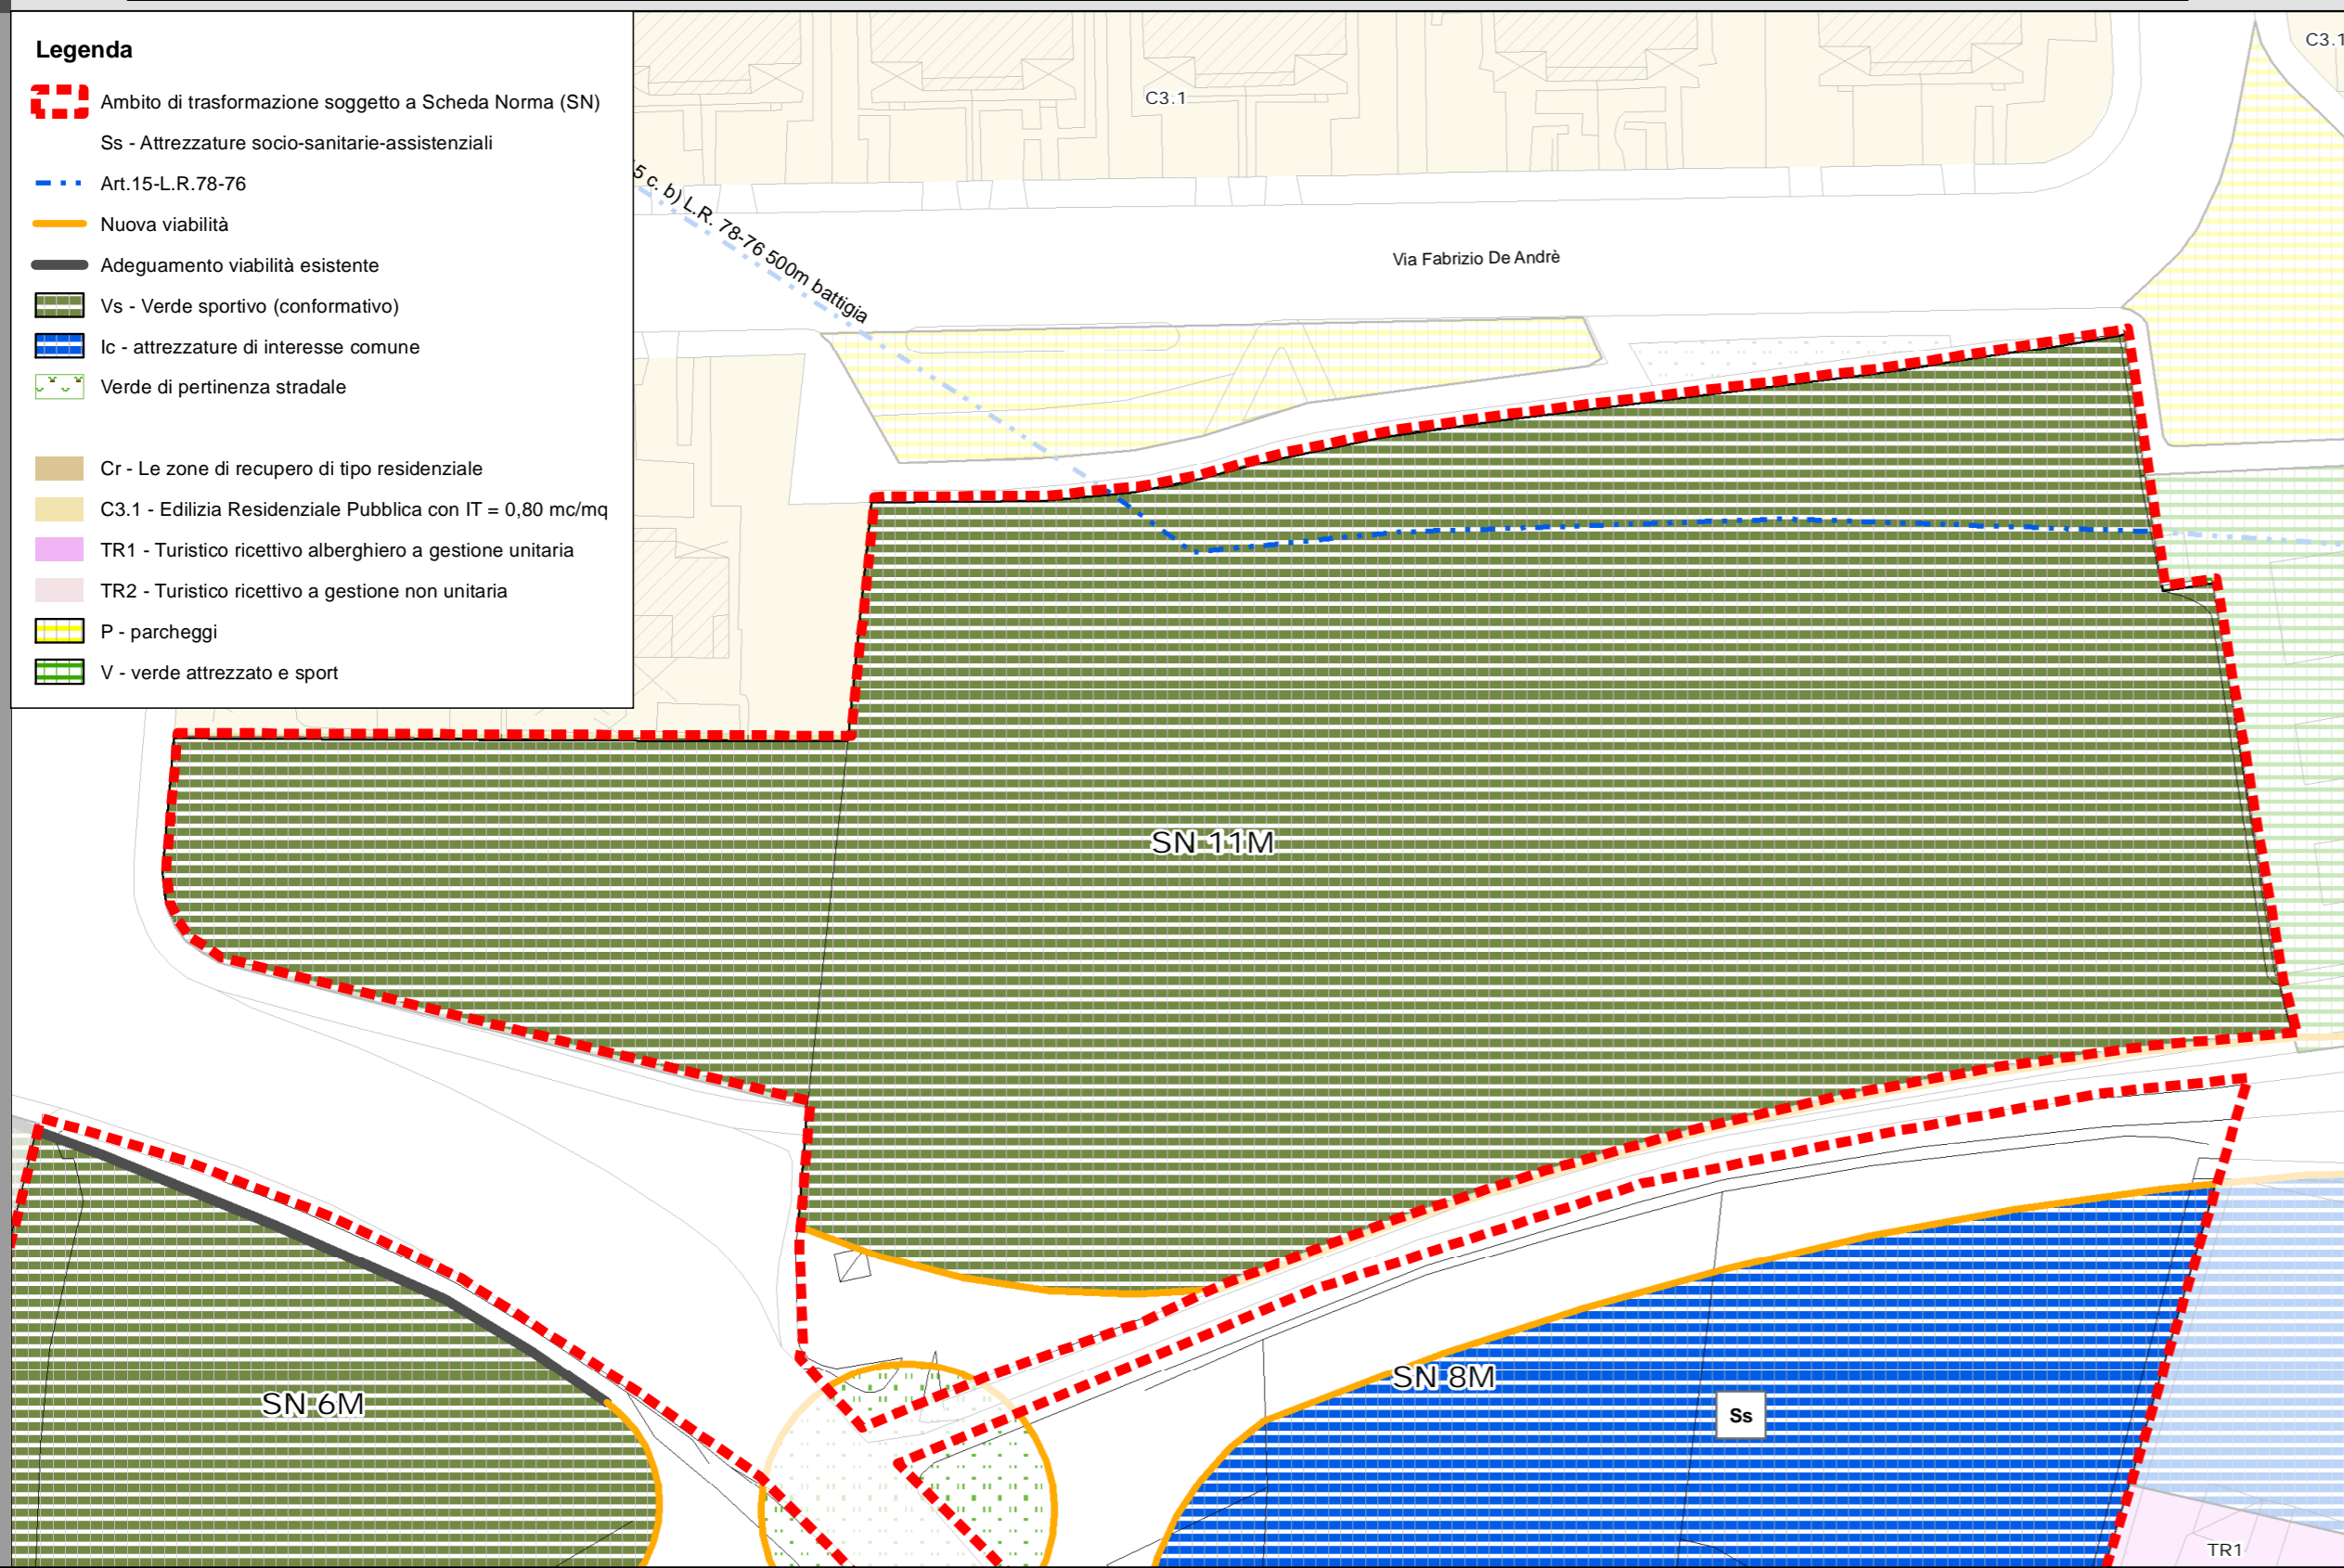 Legenda
Ambito di trasformazione soggetto a Scheda Norma (SN)
Ss - Attrezzature socio-sanitarie-assistenziali
Art.15-L.R.78-76
Nuova viabilità
Adeguamento viabilità esistente
Vs - Verde sportivo (conformativo)
Ic - attrezzature di interesse comune
Verde di pertinenza stradale
Cr - Le zone di recupero di tipo residenziale
C3.1 - Edilizia Residenziale Pubblica con IT = 0,80 mc/mq
TR1 - Turistico ricettivo alberghiero a gestione unitaria
TR2 - Turistico ricettivo a gestione non unitaria
P - parcheggi
V - verde attrezzato e sport
C3.1
C3.1
5 c. b) L.R. 78-76 500m battigia
Via Fabrizio De Andrè
SN 11M
SN 6M
SN 8M
Ss
TR1